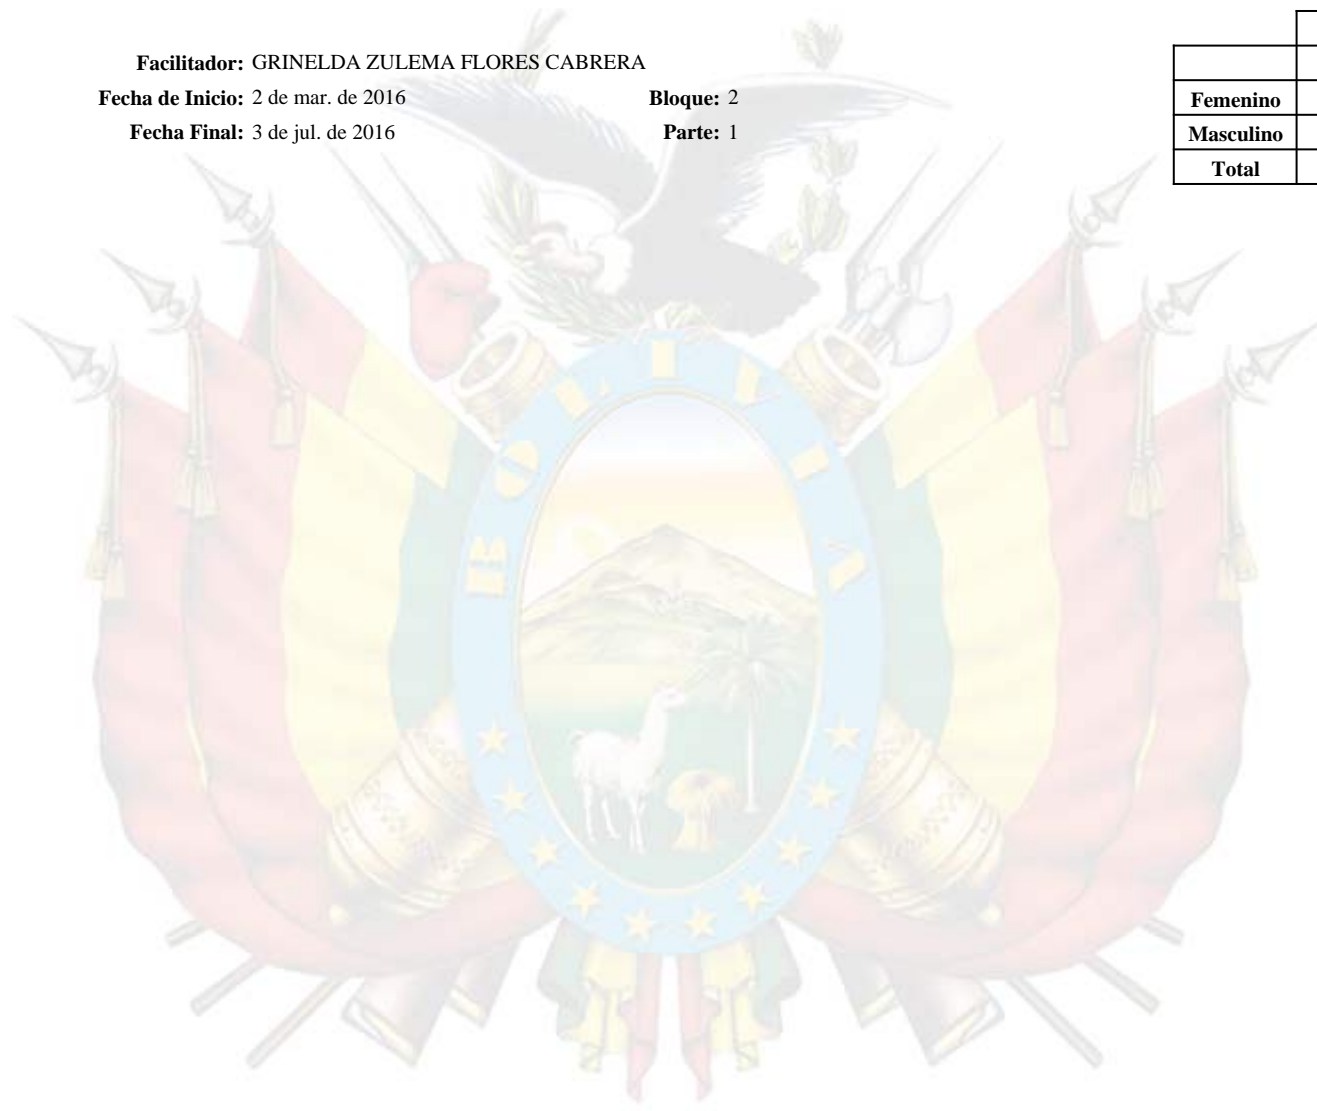 Facilitador: GRINELDA ZULEMA FLORES CABRERA
Fecha de Inicio: 2 de mar. de 2016 Bloque: 2
Fecha Final: 3 de jul. de 2016 Parte: 1
Femenino
Masculino
Total
BOLIVIA